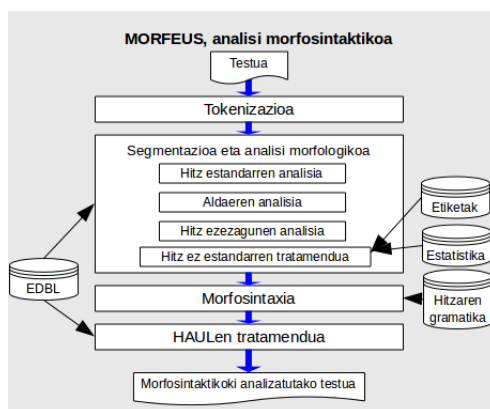 MORFEUS, analisi morfosintaktikoa
Testua
Tokenizazioa
Segmentazioa eta analisi morfologikoa
Hitz estandarren analisia
Aldaeren analisia
Hitz ezezagunen analisia
Hitz ez estandarren tratamendua
Etiketak
Estatistika
EDBL
Morfosintaxia
Hitzaren
gramatika
HAULen tratamendua
Morfosintaktikoki analizatutako testua